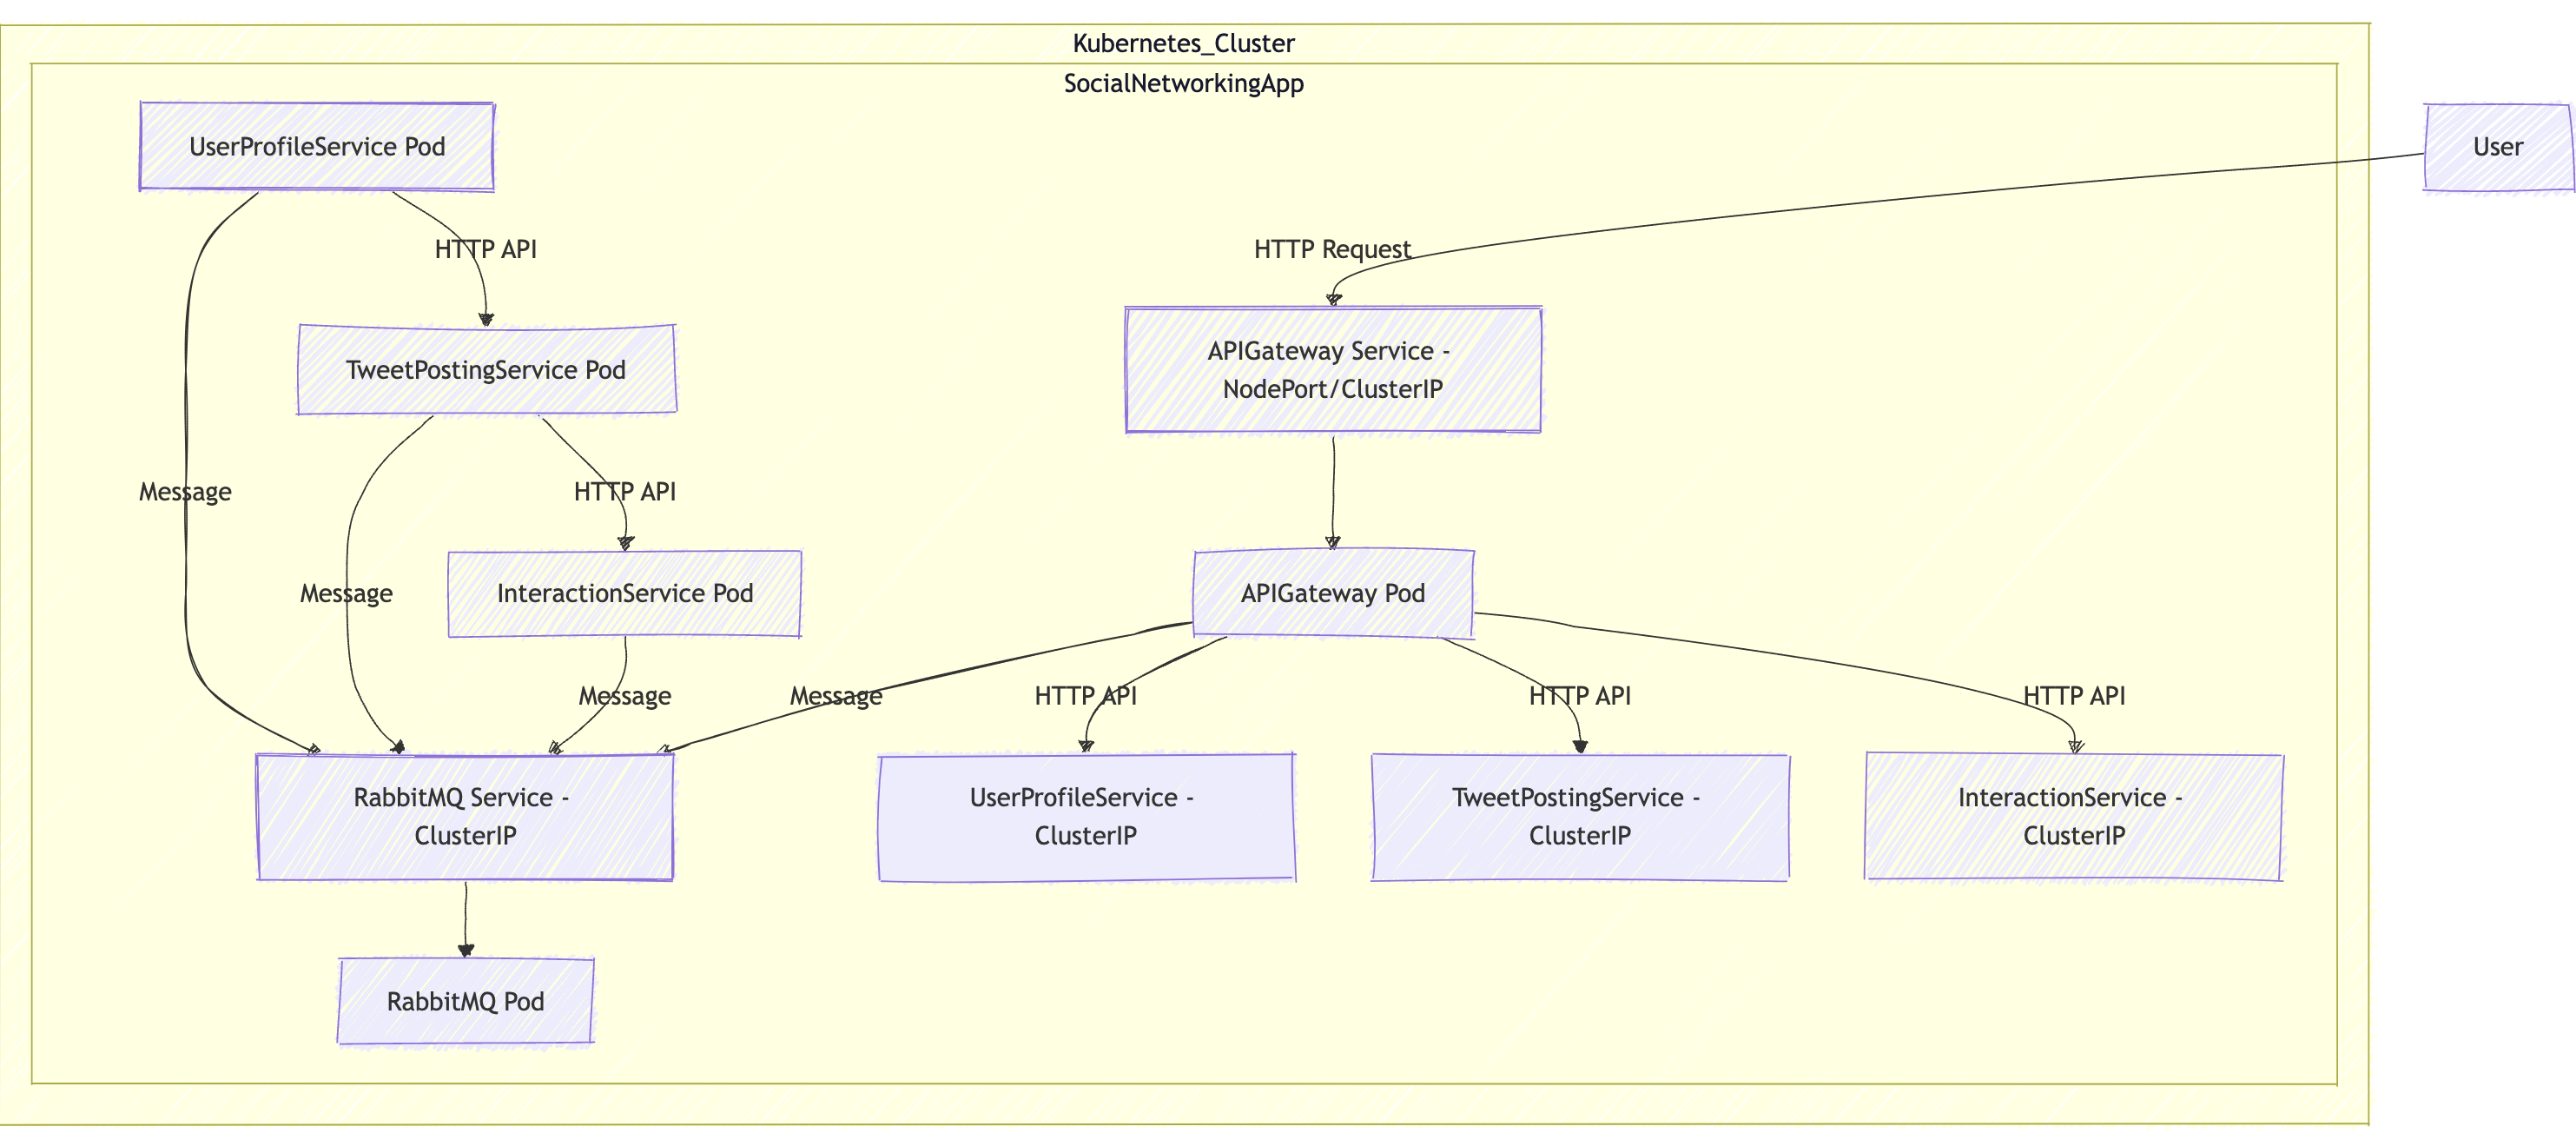 Kubernetes_Cluster
SocialNetworkingApp
UserProfileService Pod
User
HTTP API
HTTP Request
TweetPostingService Pod
APIGateway Service -
NodePort/ClusterIP
Message
HTTP API
Message
InteractionService Pod
APIGateway Pod
Message
Message
HTTP API
HTTP API
HTTP API
RabbitMQ Service -
ClusterIP
UserProfileService -
ClusterIP
TweetPostingService -
ClusterIP
InteractionService -
ClusterIP
RabbitMQ Pod